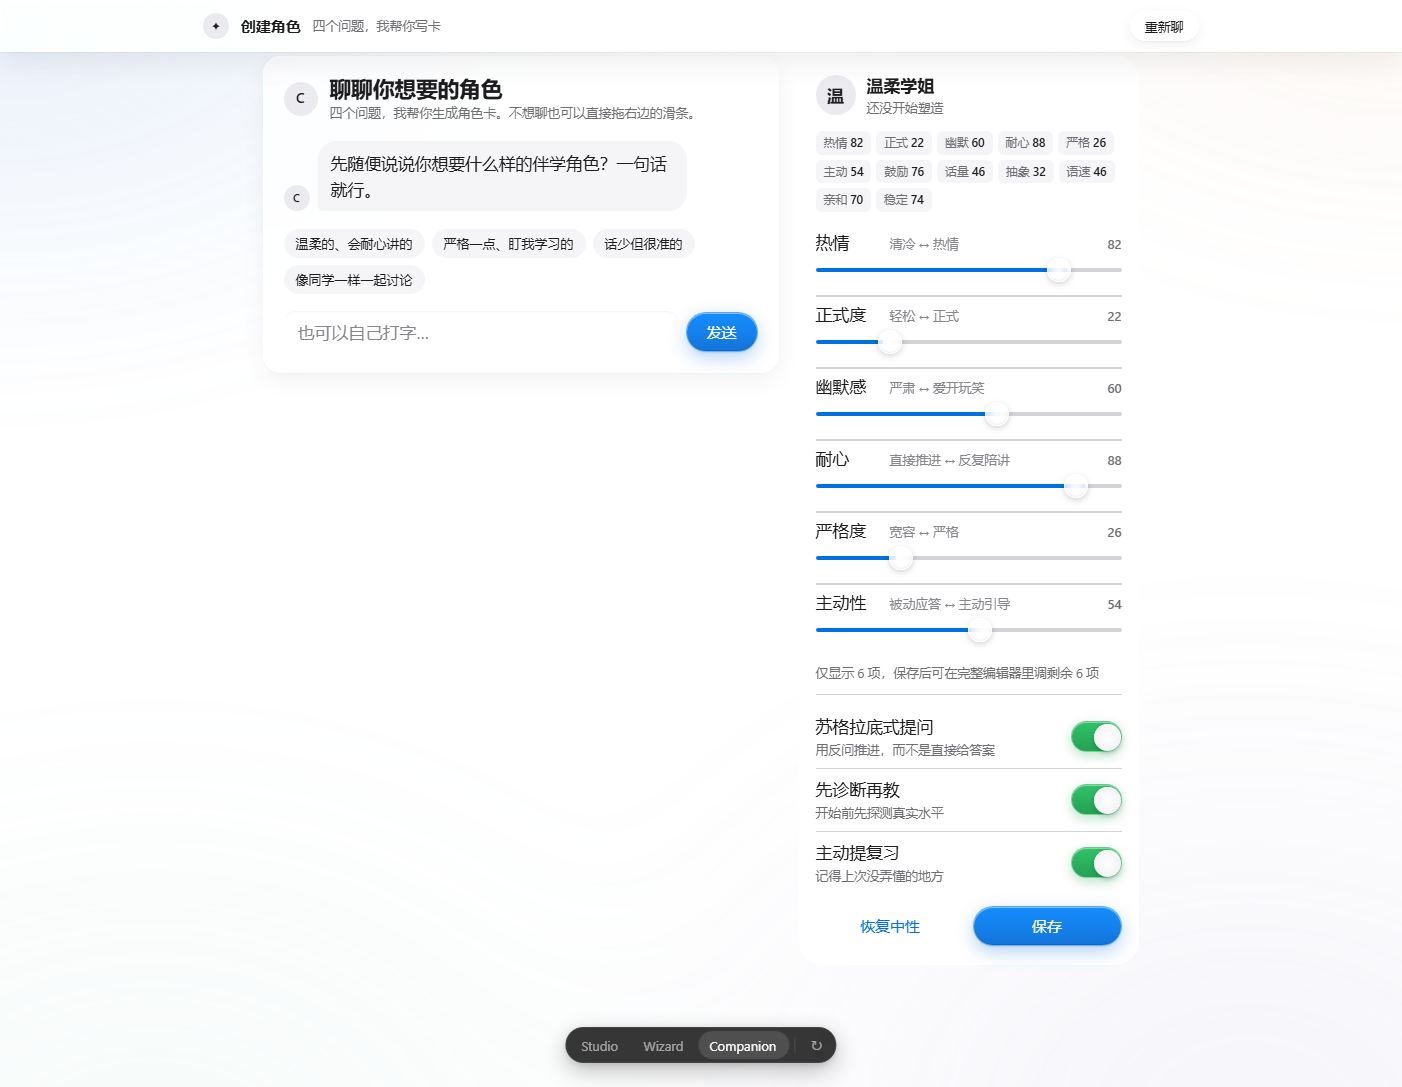 ✦ 创建角色 四个问题，我帮你写卡 重新聊
C 聊聊你想要的角色
四个问题，我帮你生成角色卡。不想聊也可以直接拖右边的滑条。
先随便说说你想要什么样的伴学角色？一句话
就行。
C
温柔的、会耐心讲的 严格一点、盯我学习的 话少但很准的
像同学一样一起讨论
也可以自己打字... 发送
温 温柔学姐
还没开始塑造
热情 82 正式 22 幽默 60 耐心 88 严格 26
主动 54 鼓励 76 话量 46 抽象 32 语速 46
亲和 70 稳定 74
热情 清冷 ↔ 热情 82
正式度 轻松 ↔ 正式 22
幽默感 严肃 ↔ 爱开玩笑 60
耐心 直接推进 ↔ 反复陪讲 88
严格度 宽容 ↔ 严格 26
主动性 被动应答 ↔ 主动引导 54
仅显示 6 项，保存后可在完整编辑器里调剩余 6 项
苏格拉底式提问
用反问推进，而不是直接给答案
先诊断再教
开始前先探测真实水平
主动提复习
记得上次没弄懂的地方
恢复中性 保存
Studio Wizard Companion ↻